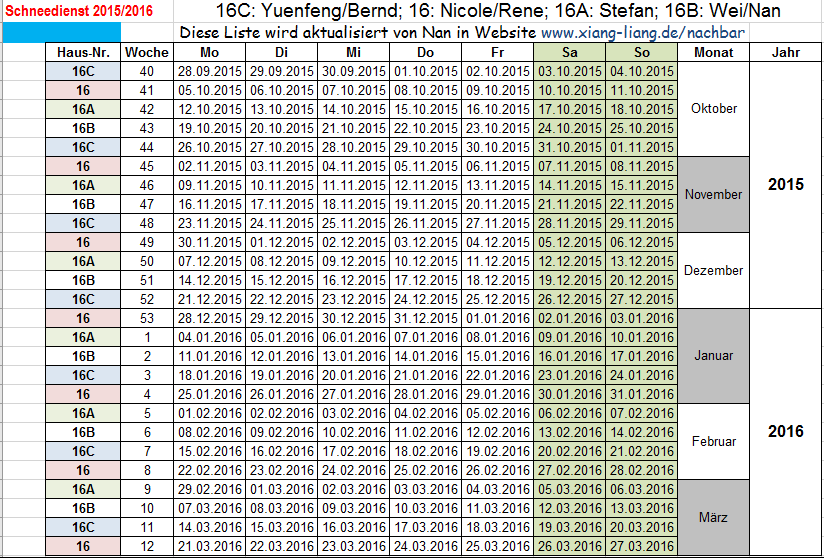 Schneedienst 2015/2016 16C: Yuenfeng/Bernd; 16: Nicole/Rene; 16A: Stefan; 16B: Wei/Nan
Diese Liste wird aktualisiert von Nan in Website www.xiang-liang.de/nachbar
Haus-Nr. Woche Mo Di Mi Do Fr Sa So Monat Jahr
16C 40 28.09.2015 29.09.2015 30.09.2015 01.10.2015 02.10.2015 03.10.2015 04.10.2015
16 41 05.10.2015 06.10.2015 07.10.2015 08.10.2015 09.10.2015 10.10.2015 11.10.2015
16A 42 12.10.2015 13.10.2015 14.10.2015 15.10.2015 16.10.2015 17.10.2015 18.10.2015 Oktober
16B 43 19.10.2015 20.10.2015 21.10.2015 22.10.2015 23.10.2015 24.10.2015 25.10.2015
16C 44 26.10.2015 27.10.2015 28.10.2015 29.10.2015 30.10.2015 31.10.2015 01.11.2015
16 45 02.11.2015 03.11.2015 04.11.2015 05.11.2015 06.11.2015 07.11.2015 08.11.2015
16A 46 09.11.2015 10.11.2015 11.11.2015 12.11.2015 13.11.2015 14.11.2015 15.11.2015 November 2015
16B 47 16.11.2015 17.11.2015 18.11.2015 19.11.2015 20.11.2015 21.11.2015 22.11.2015
16C 48 23.11.2015 24.11.2015 25.11.2015 26.11.2015 27.11.2015 28.11.2015 29.11.2015
16 49 30.11.2015 01.12.2015 02.12.2015 03.12.2015 04.12.2015 05.12.2015 06.12.2015
16A 50 07.12.2015 08.12.2015 09.12.2015 10.12.2015 11.12.2015 12.12.2015 13.12.2015 Dezember
16B 51 14.12.2015 15.12.2015 16.12.2015 17.12.2015 18.12.2015 19.12.2015 20.12.2015
16C 52 21.12.2015 22.12.2015 23.12.2015 24.12.2015 25.12.2015 26.12.2015 27.12.2015
16 53 28.12.2015 29.12.2015 30.12.2015 31.12.2015 01.01.2016 02.01.2016 03.01.2016
16A 1 04.01.2016 05.01.2016 06.01.2016 07.01.2016 08.01.2016 09.01.2016 10.01.2016
16B 2 11.01.2016 12.01.2016 13.01.2016 14.01.2016 15.01.2016 16.01.2016 17.01.2016 Januar
16C 3 18.01.2016 19.01.2016 20.01.2016 21.01.2016 22.01.2016 23.01.2016 24.01.2016
16 4 25.01.2016 26.01.2016 27.01.2016 28.01.2016 29.01.2016 30.01.2016 31.01.2016
16A 5 01.02.2016 02.02.2016 03.02.2016 04.02.2016 05.02.2016 06.02.2016 07.02.2016
16B 6 08.02.2016 09.02.2016 10.02.2016 11.02.2016 12.02.2016 13.02.2016 14.02.2016 Februar 2016
16C 7 15.02.2016 16.02.2016 17.02.2016 18.02.2016 19.02.2016 20.02.2016 21.02.2016
16 8 22.02.2016 23.02.2016 24.02.2016 25.02.2016 26.02.2016 27.02.2016 28.02.2016
16A 9 29.02.2016 01.03.2016 02.03.2016 03.03.2016 04.03.2016 05.03.2016 06.03.2016
16B 10 07.03.2016 08.03.2016 09.03.2016 10.03.2016 11.03.2016 12.03.2016 13.03.2016 März
16C 11 14.03.2016 15.03.2016 16.03.2016 17.03.2016 18.03.2016 19.03.2016 20.03.2016
16 12 21.03.2016 22.03.2016 23.03.2016 24.03.2016 25.03.2016 26.03.2016 27.03.2016